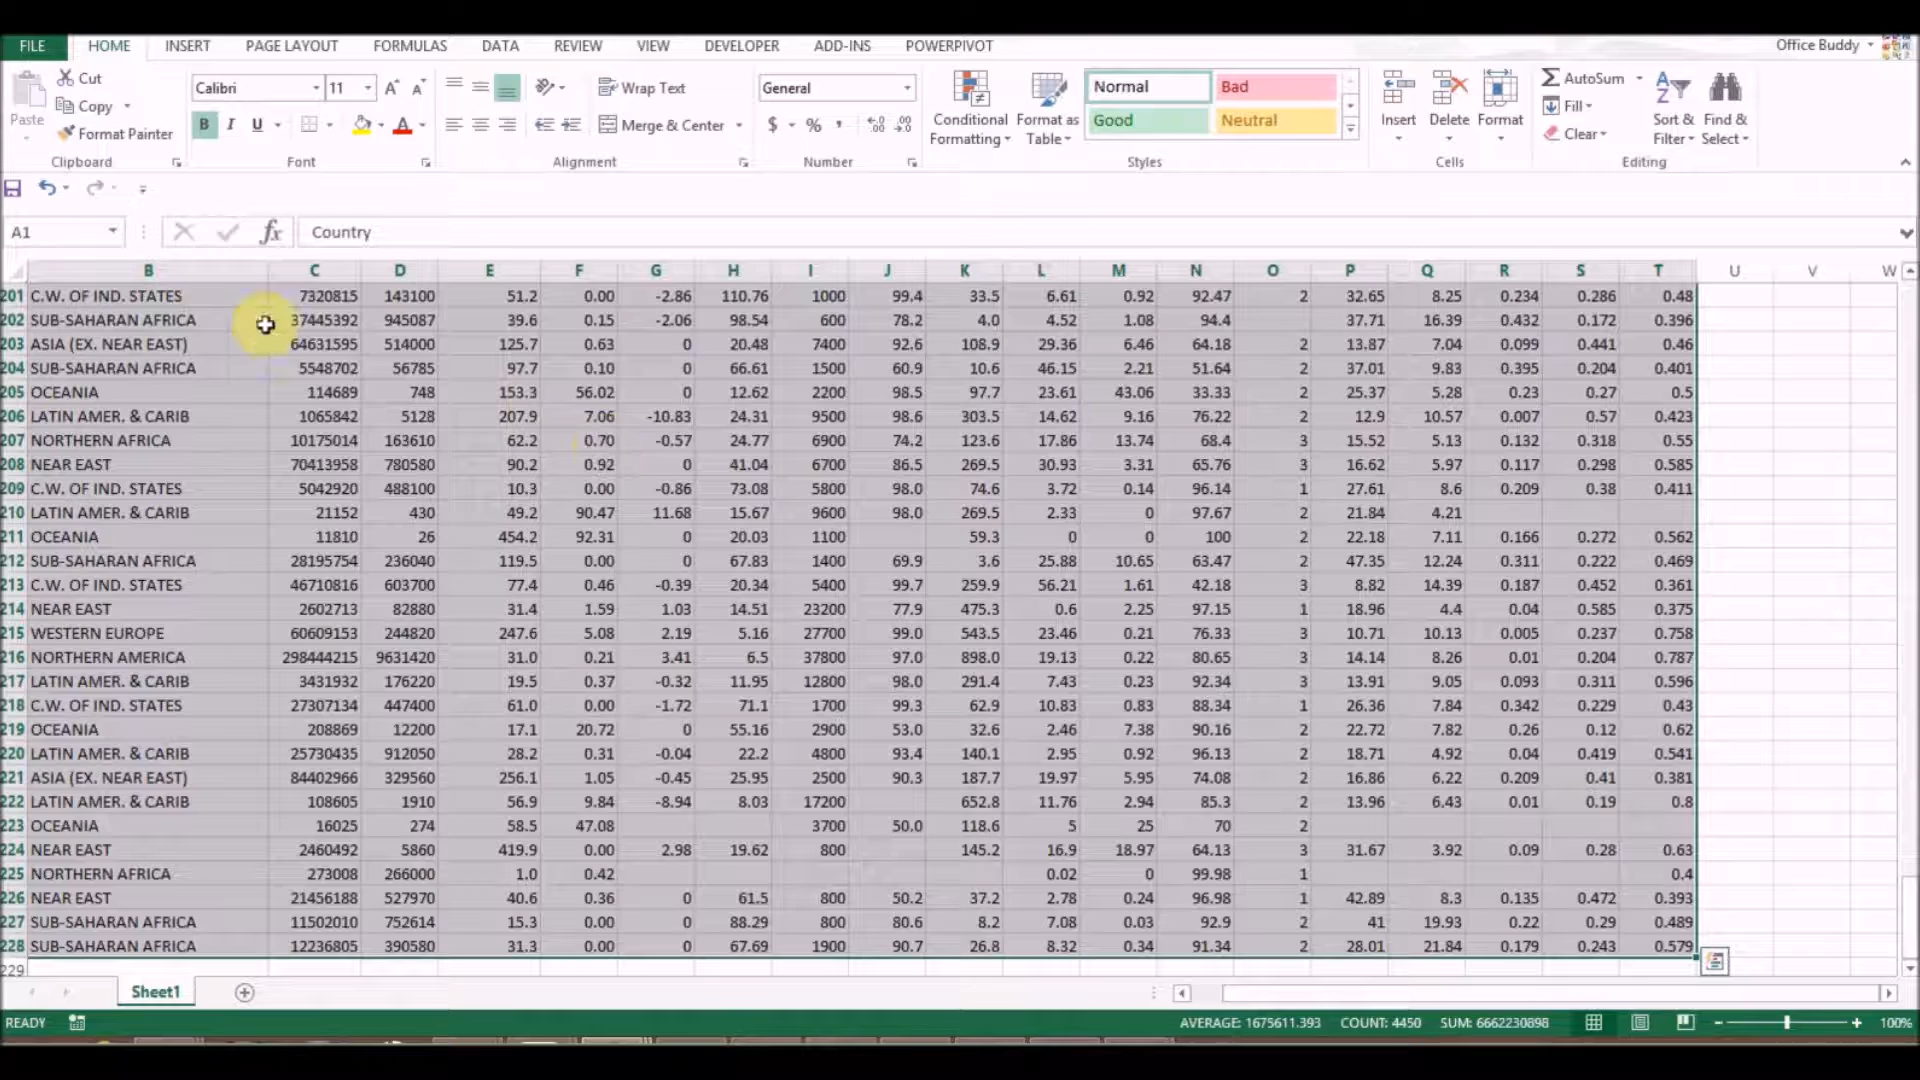 FILE HOME INSERT PAGE LAYOUT FORMULAS DATA REVIEW VIEW DEVELOPER ADD-INS POWERPIVOT Office Buddy
Paste Cut Copy Format Painter Clipboard
Calibri 11 B I U Font
Wrap Text Merge & Center Alignment
General $ % , Number
Conditional Formatting Format as Table Normal Bad Good Neutral Styles
Insert Delete Format Cells
AutoSum Fill Clear Sort & Filter Find & Select Editing
A1 fx Country
B C D E F G H I J K L M N O P Q R S T U V W
201 C.W. OF IND. STATES 7320815 143100 51.2 0.00 -2.86 110.76 1000 99.4 33.5 6.61 0.92 92.47 2 32.65 8.25 0.234 0.286 0.48
202 SUB-SAHARAN AFRICA 37445392 945087 39.6 0.15 -2.06 98.54 600 78.2 4.0 4.52 1.08 94.4 37.71 16.39 0.432 0.172 0.396
203 ASIA (EX. NEAR EAST) 64631595 514000 125.7 0.63 0 20.48 7400 92.6 108.9 29.36 6.46 64.18 2 13.87 7.04 0.099 0.441 0.46
204 SUB-SAHARAN AFRICA 5548702 56785 97.7 0.10 0 66.61 1500 60.9 10.6 46.15 2.21 51.64 2 37.01 9.83 0.395 0.204 0.401
205 OCEANIA 114689 748 153.3 56.02 0 12.62 2200 98.5 97.7 23.61 43.06 33.33 2 25.37 5.28 0.23 0.27 0.5
206 LATIN AMER. & CARIB 1065842 5128 207.9 7.06 -10.83 24.31 9500 98.6 303.5 14.62 9.16 76.22 2 12.9 10.57 0.007 0.57 0.423
207 NORTHERN AFRICA 10175014 163610 62.2 0.70 -0.57 24.77 6900 74.2 123.6 17.86 13.74 68.4 3 15.52 5.13 0.132 0.318 0.55
208 NEAR EAST 70413958 780580 90.2 0.92 0 41.04 6700 86.5 269.5 30.93 3.31 65.76 3 16.62 5.97 0.117 0.298 0.585
209 C.W. OF IND. STATES 5042920 488100 10.3 0.00 -0.86 73.08 5800 98.0 74.6 3.72 0.14 96.14 1 27.61 8.6 0.209 0.38 0.411
210 LATIN AMER. & CARIB 21152 430 49.2 90.47 11.68 15.67 9600 98.0 269.5 2.33 0 97.67 2 21.84 4.21
211 OCEANIA 11810 26 454.2 92.31 0 20.03 1100 59.3 0 0 100 2 22.18 7.11 0.166 0.272 0.562
212 SUB-SAHARAN AFRICA 28195754 236040 119.5 0.00 0 67.83 1400 69.9 3.6 25.88 10.65 63.47 2 47.35 12.24 0.311 0.222 0.469
213 C.W. OF IND. STATES 46710816 603700 77.4 0.46 -0.39 20.34 5400 99.7 259.9 56.21 1.61 42.18 3 8.82 14.39 0.187 0.452 0.361
214 NEAR EAST 2602713 82880 31.4 1.59 1.03 14.51 23200 77.9 475.3 0.6 2.25 97.15 1 18.96 4.4 0.04 0.585 0.375
215 WESTERN EUROPE 60609153 244820 247.6 5.08 2.19 5.16 27700 99.0 543.5 23.46 0.21 76.33 3 10.71 10.13 0.005 0.237 0.758
216 NORTHERN AMERICA 298444215 9631420 31.0 0.21 3.41 6.5 37800 97.0 898.0 19.13 0.22 80.65 3 14.14 8.26 0.01 0.204 0.787
217 LATIN AMER. & CARIB 3431932 176220 19.5 0.37 -0.32 11.95 12800 98.0 291.4 7.43 0.23 92.34 3 13.91 9.05 0.093 0.311 0.596
218 C.W. OF IND. STATES 27307134 447400 61.0 0.00 -1.72 71.1 1700 99.3 62.9 10.83 0.83 88.34 1 26.36 7.84 0.342 0.229 0.43
219 OCEANIA 208869 12200 17.1 20.72 0 55.16 2900 53.0 32.6 2.46 7.38 90.16 2 22.72 7.82 0.26 0.12 0.62
220 LATIN AMER. & CARIB 25730435 912050 28.2 0.31 -0.04 22.2 4800 93.4 140.1 2.95 0.92 96.13 2 18.71 4.92 0.04 0.419 0.541
221 ASIA (EX. NEAR EAST) 84402966 329560 256.1 1.05 -0.45 25.95 2500 90.3 187.7 19.97 5.95 74.08 2 16.86 6.22 0.209 0.41 0.381
222 LATIN AMER. & CARIB 108605 1910 56.9 9.84 -8.94 8.03 17200 652.8 11.76 2.94 85.3 2 13.96 6.43 0.01 0.19 0.8
223 OCEANIA 16025 274 58.5 47.08 3700 50.0 118.6 5 25 70 2
224 NEAR EAST 2460492 5860 419.9 0.00 2.98 19.62 800 145.2 16.9 18.97 64.13 3 31.67 3.92 0.09 0.28 0.63
225 NORTHERN AFRICA 273008 266000 1.0 0.42 0.02 0 99.98 1 0.4
226 NEAR EAST 21456188 527970 40.6 0.36 0 61.5 800 50.2 37.2 2.78 0.24 96.98 1 42.89 8.3 0.135 0.472 0.393
227 SUB-SAHARAN AFRICA 11502010 752614 15.3 0.00 0 88.29 800 80.6 8.2 7.08 0.03 92.9 2 41 19.93 0.22 0.29 0.489
228 SUB-SAHARAN AFRICA 12236805 390580 31.3 0.00 0 67.69 1900 90.7 26.8 8.32 0.34 91.34 2 28.01 21.84 0.179 0.243 0.579
229
Sheet1
READY AVERAGE: 1675611.393 COUNT: 4450 SUM: 6662230898 100%